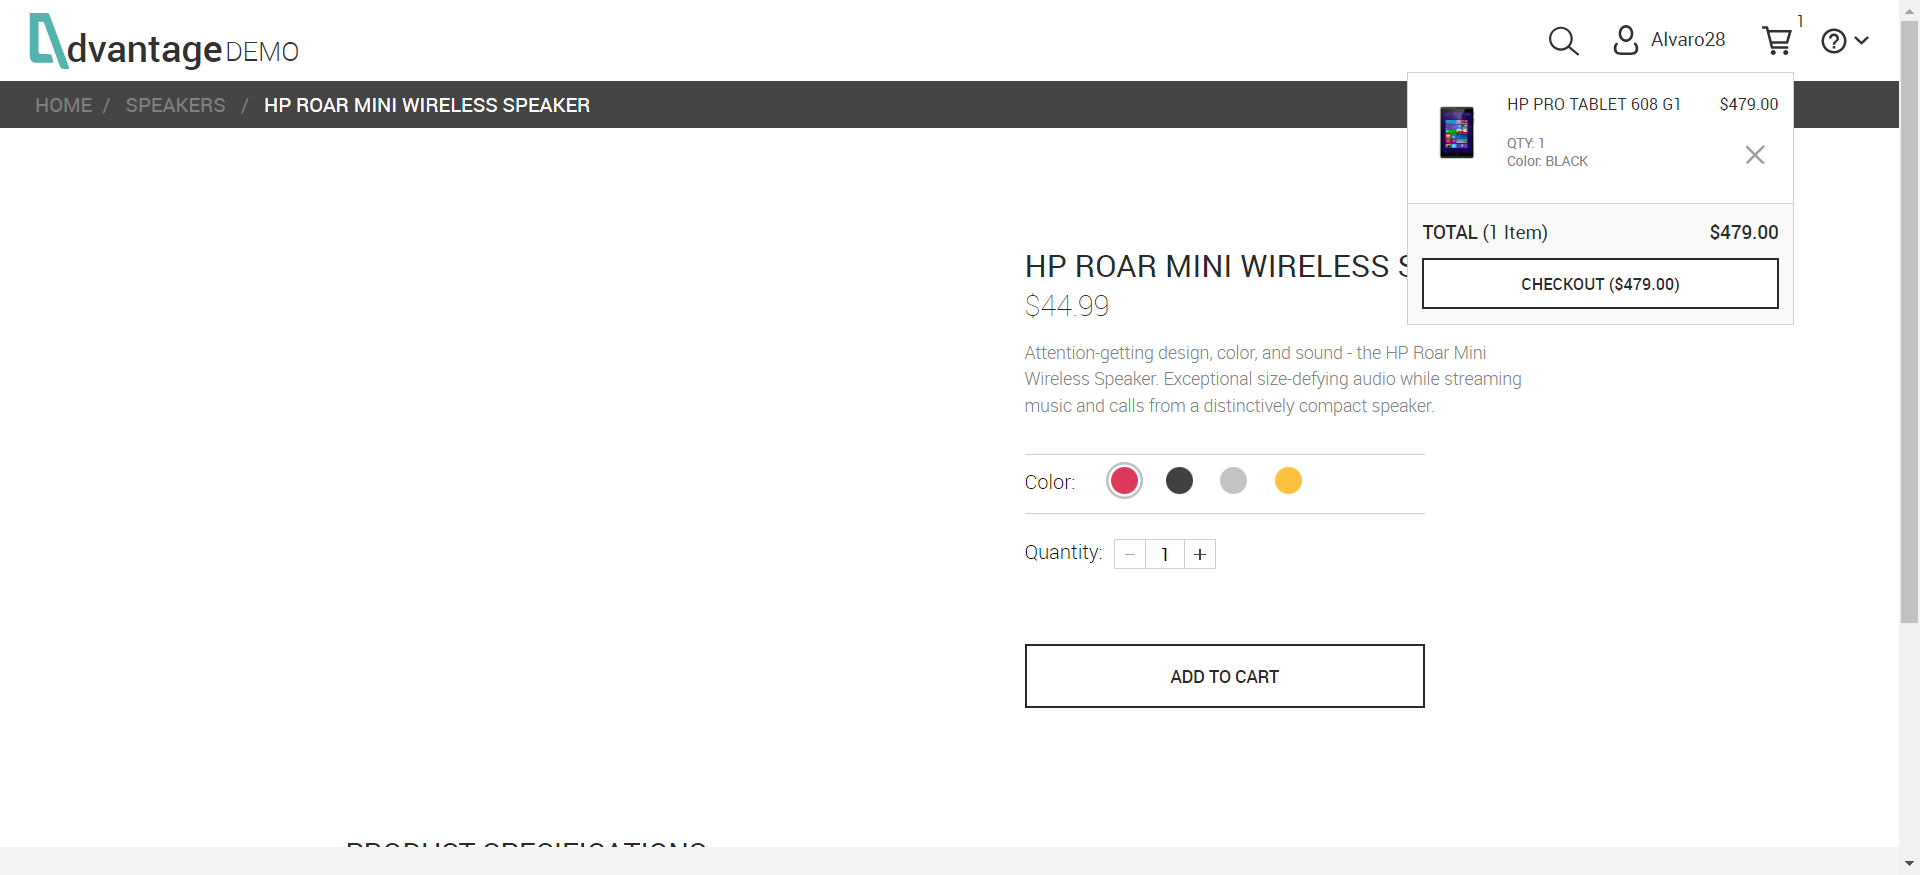 dvantage DEMO
Alvaro28
1
HOME / SPEAKERS / HP ROAR MINI WIRELESS SPEAKER
HP PRO TABLET 608 G1 $479.00
QTY: 1
Color: BLACK
TOTAL (1 Item) $479.00
CHECKOUT ($479.00)
HP ROAR MINI WIRELESS
$44.99
Attention-getting design, color, and sound - the HP Roar Mini
Wireless Speaker. Exceptional size-defying audio while streaming
music and calls from a distinctively compact speaker.
Color:
Quantity: − 1 +
ADD TO CART
PRODUCT SPECIFICATIONS